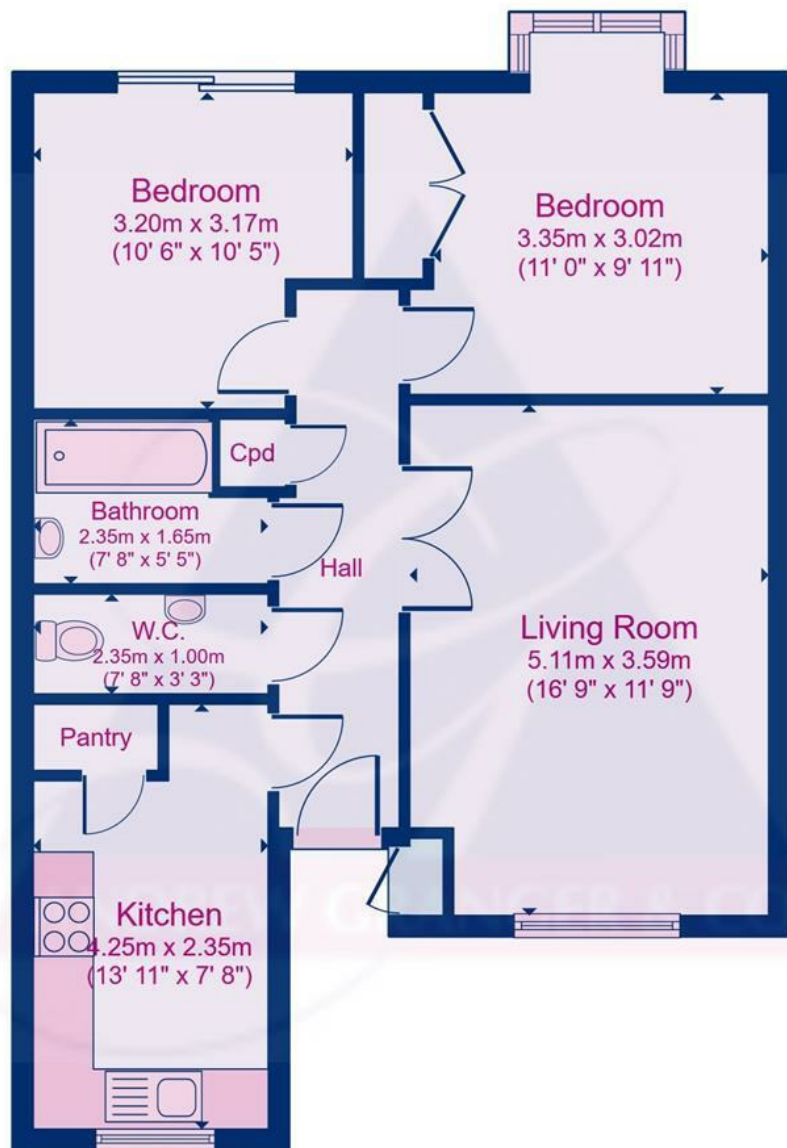 Bedroom
3.20m x 3.17m
(10' 6" x 10' 5")
Bedroom
3.35m x 3.02m
(11' 0" x 9' 11")
Cpd
Bathroom
2.35m x 1.65m
(7' 8" x 5' 5")
Hall
W.C.
2.35m x 1.00m
(7' 8" x 3' 3")
Living Room
5.11m x 3.59m
(16' 9" x 11' 9")
Pantry
Kitchen
4.25m x 2.35m
(13' 11" x 7' 8")
ANDREW GRANGER & CO